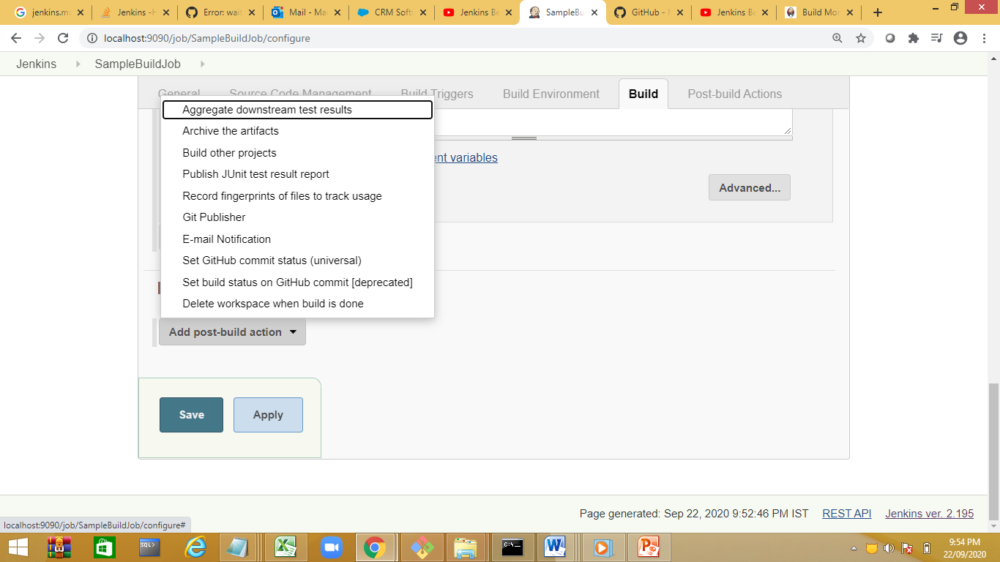 jenkins.m
Jenkins -H
Error: wait
Mail - Ma
CRM Soft
Jenkins Be
SampleBu
GitHub -
Jenkins Be
Build Mo
localhost:9090/job/SampleBuildJob/configure
Jenkins
SampleBuildJob
General
Source Code Management
Build Triggers
Build Environment
Build
Post-build Actions
Aggregate downstream test results
Archive the artifacts
Build other projects
Publish JUnit test result report
Record fingerprints of files to track usage
Git Publisher
E-mail Notification
Set GitHub commit status (universal)
Set build status on GitHub commit [deprecated]
Delete workspace when build is done
ent variables
Advanced...
Add post-build action
Save
Apply
Page generated: Sep 22, 2020 9:52:46 PM IST
REST API
Jenkins ver. 2.195
localhost:9090/job/SampleBuildJob/configure#
SQL>
C:\_
9:54 PM
22/09/2020